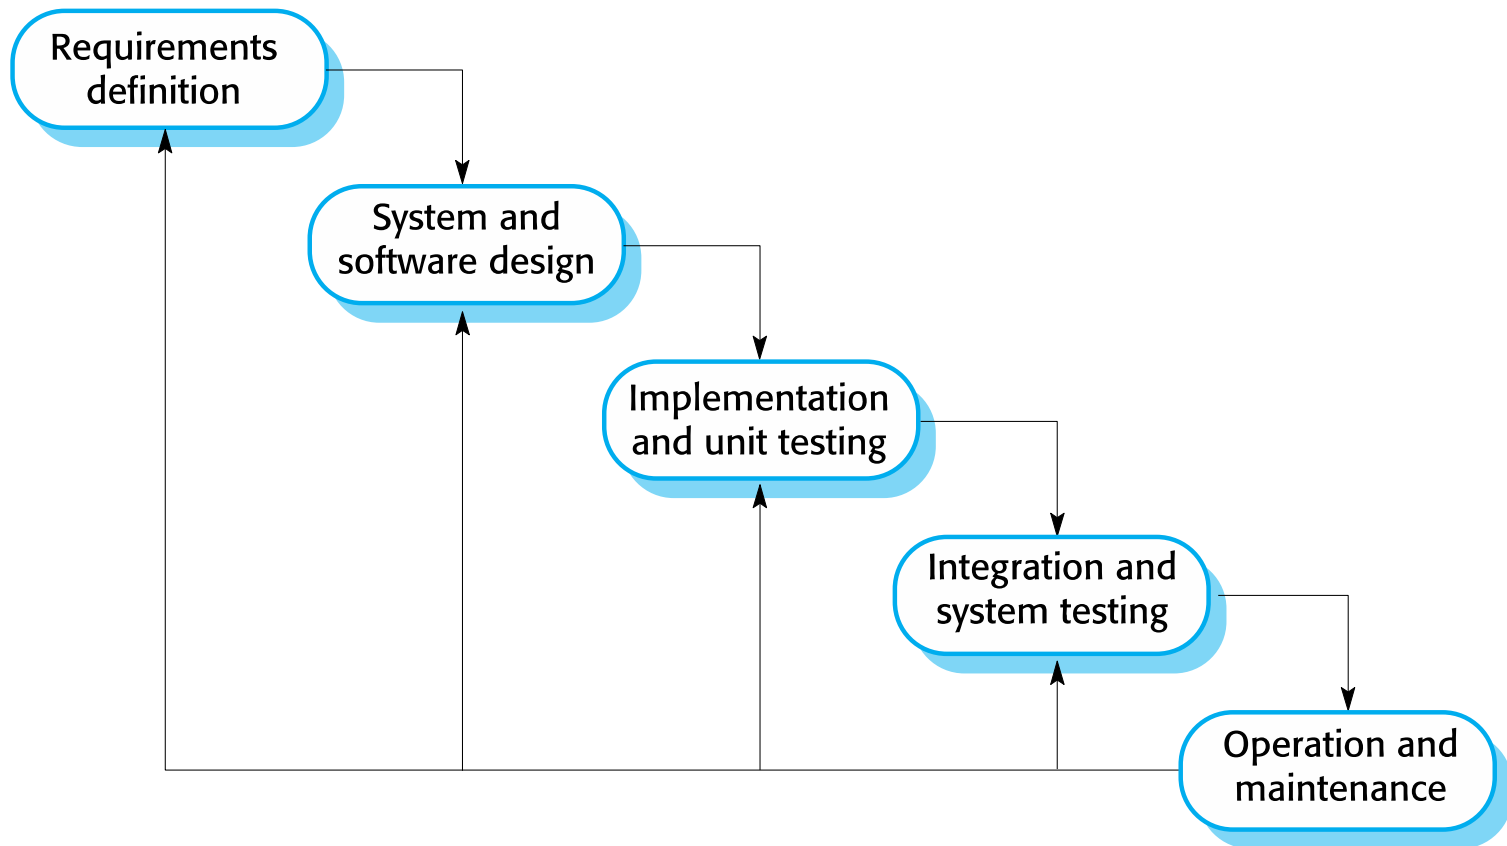 Requirements
definition
System and
software design
Implementation
and unit testing
Integration and
system testing
Operation and
maintenance